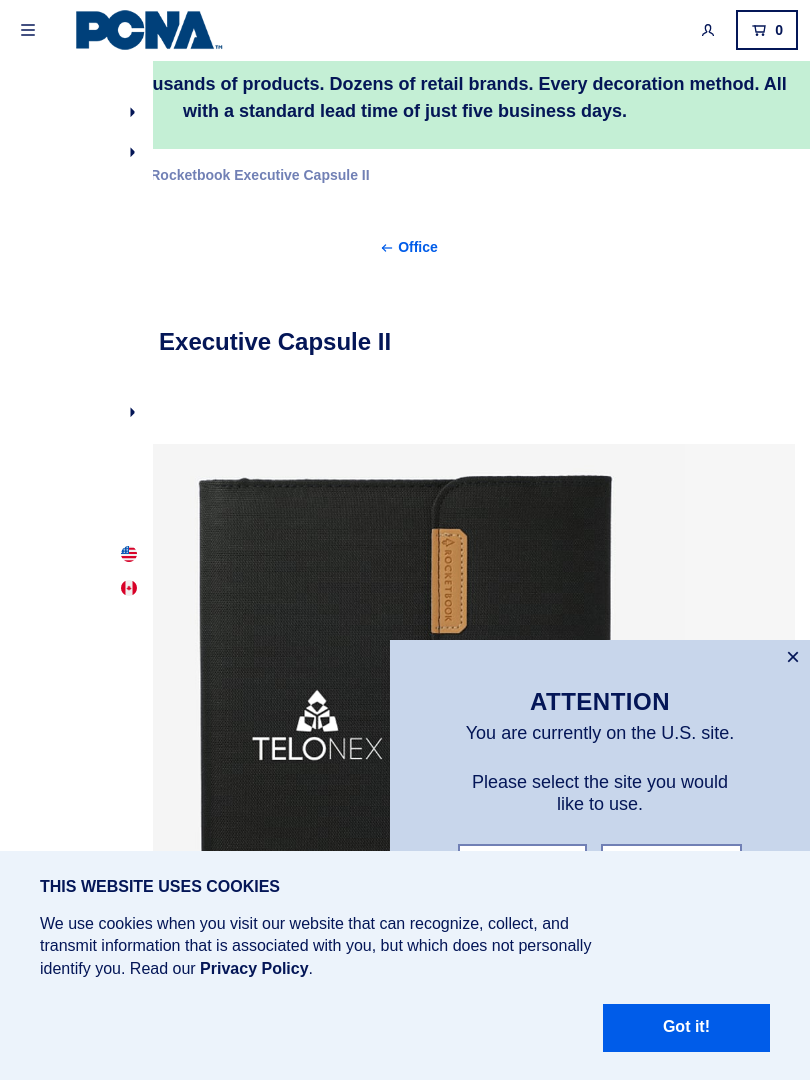 PCNA™
0
usands of products. Dozens of retail brands. Every decoration method. All
with a standard lead time of just five business days.
Rocketbook Executive Capsule II
← Office
Executive Capsule II
ROCKETBOOK
TELONEX
ATTENTION
You are currently on the U.S. site.
Please select the site you would
like to use.
THIS WEBSITE USES COOKIES
We use cookies when you visit our website that can recognize, collect, and
transmit information that is associated with you, but which does not personally
identify you. Read our Privacy Policy.
Got it!